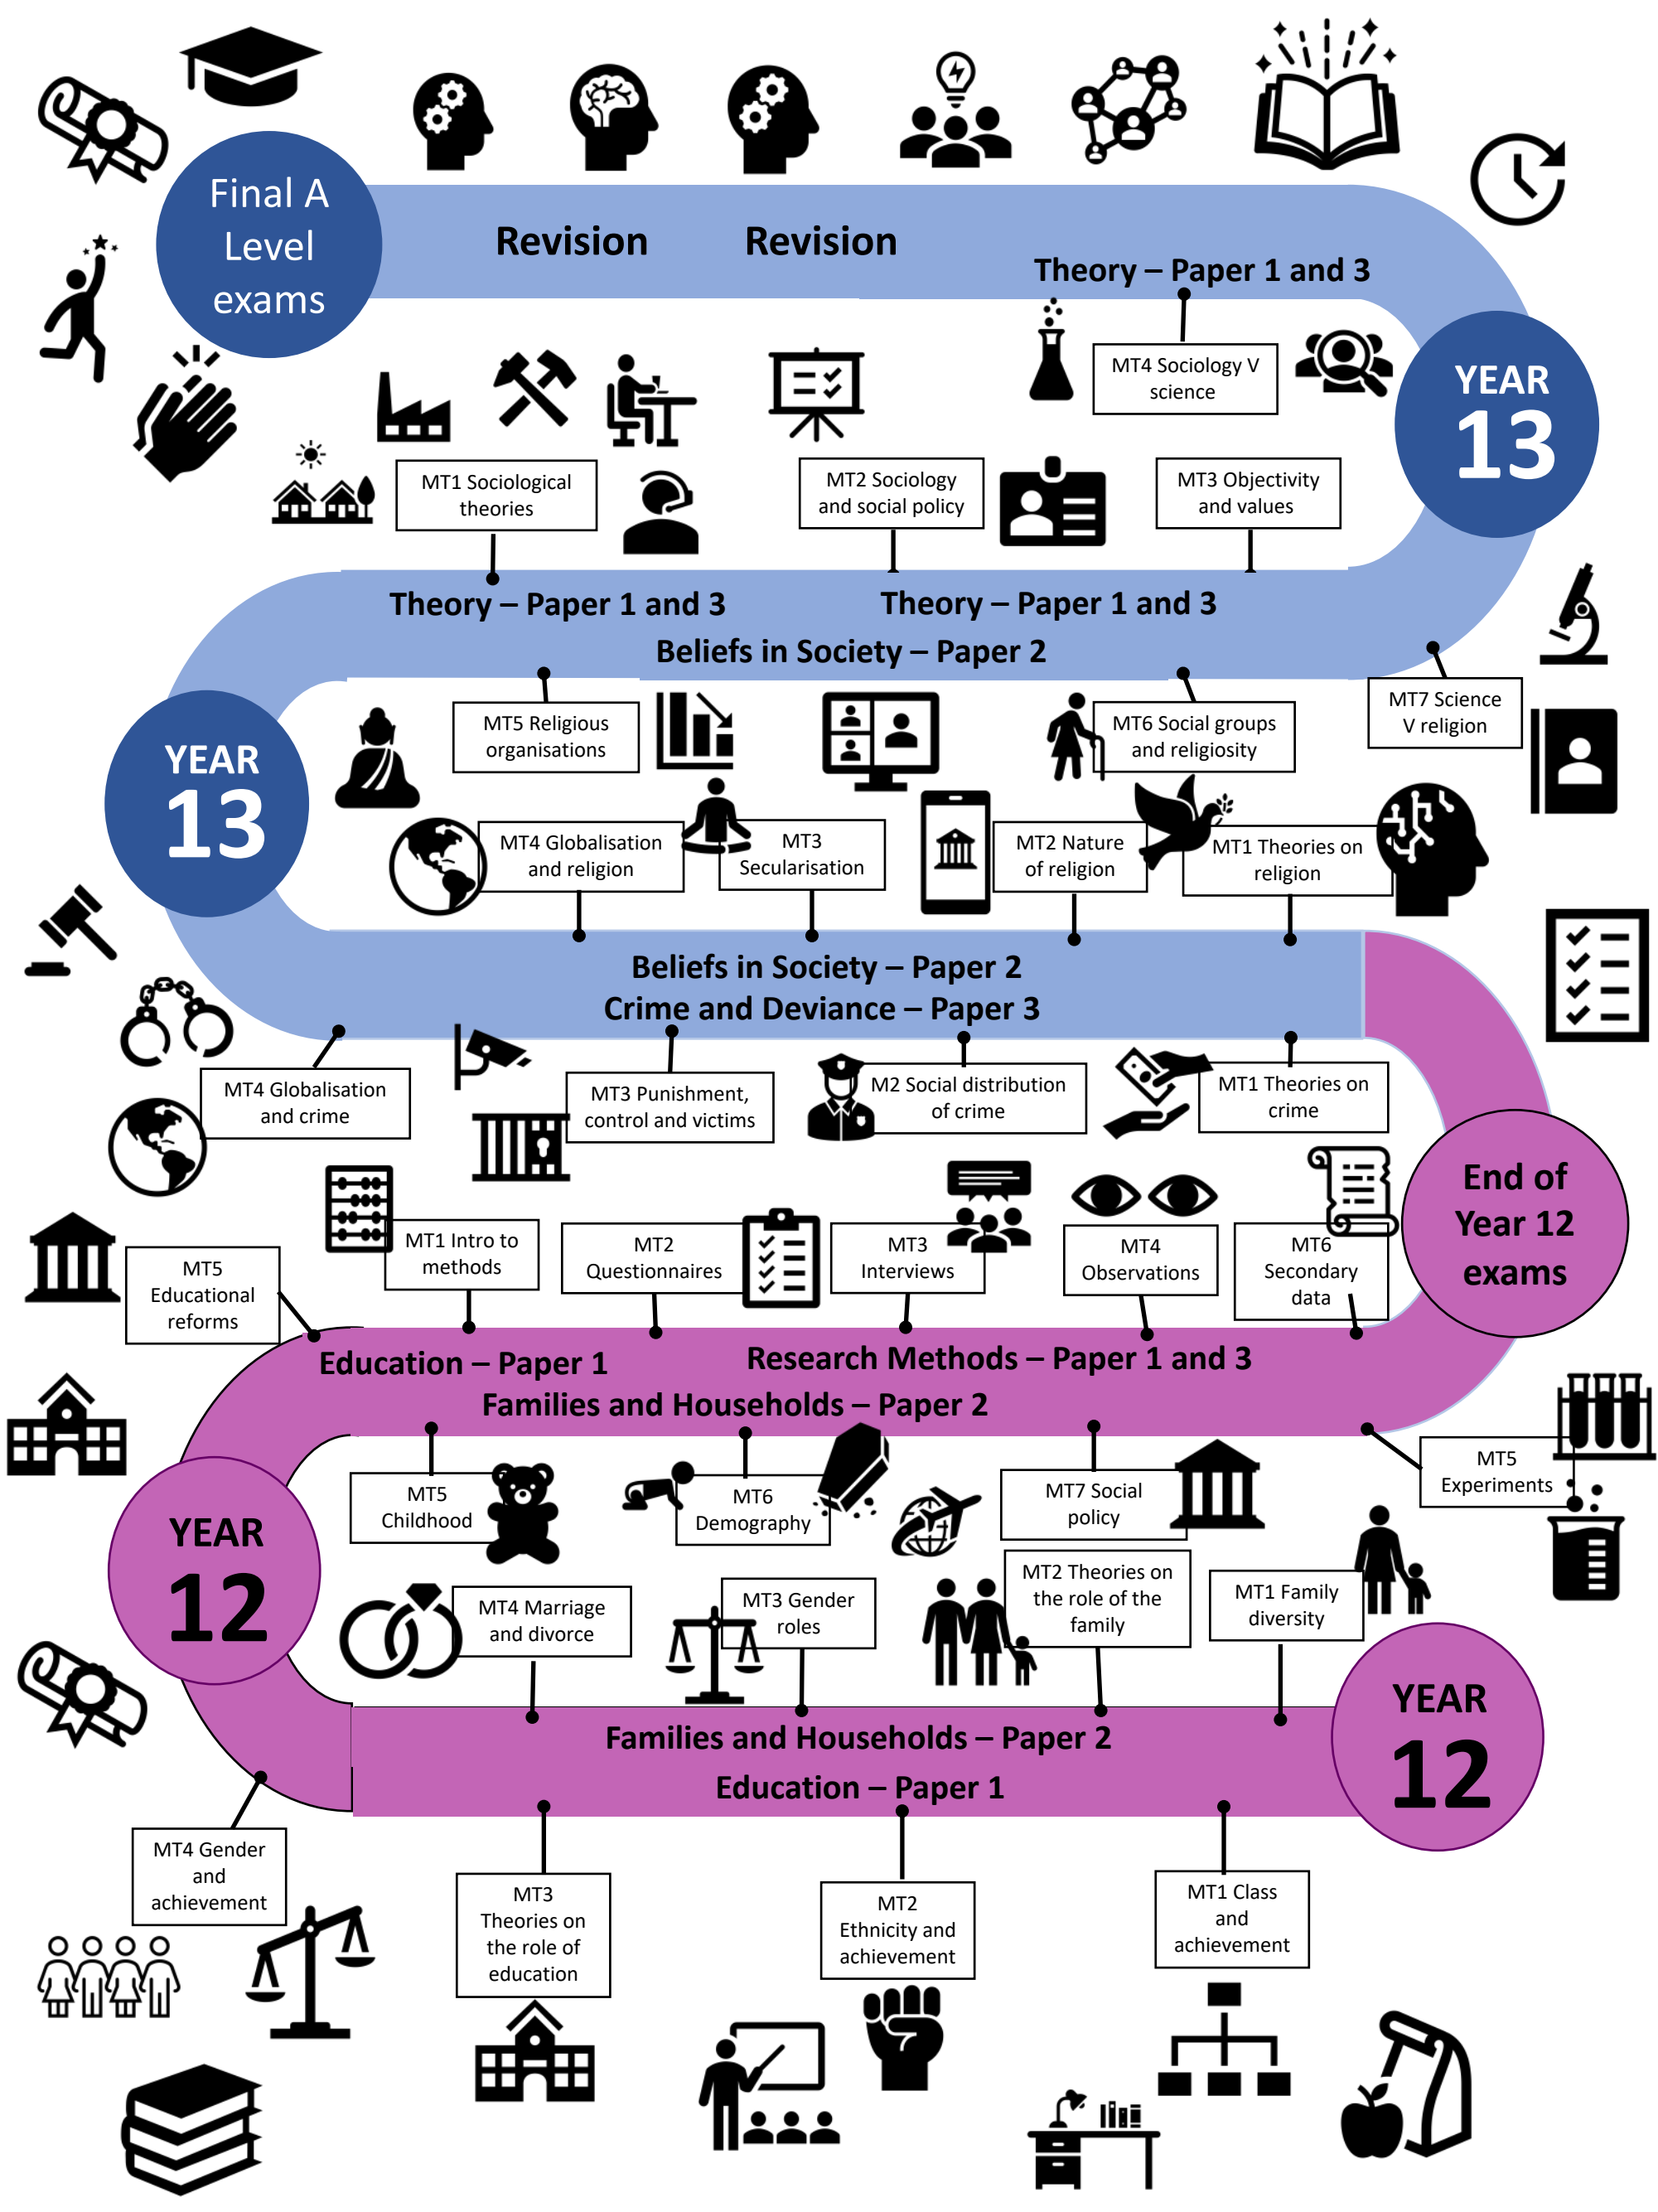 Final A
Level
exams
Revision
Revision
Theory – Paper 1 and 3
MT4 Sociology V
science
YEAR
13
MT1 Sociological
theories
MT2 Sociology
and social policy
MT3 Objectivity
and values
Theory – Paper 1 and 3
Theory – Paper 1 and 3
Beliefs in Society – Paper 2
MT5 Religious
organisations
MT6 Social groups
and religiosity
MT7 Science
V religion
YEAR
13
MT4 Globalisation
and religion
MT3
Secularisation
MT2 Nature
of religion
MT1 Theories on
religion
Beliefs in Society – Paper 2
Crime and Deviance – Paper 3
MT4 Globalisation
and crime
MT3 Punishment,
control and victims
M2 Social distribution
of crime
MT1 Theories on
crime
End of
Year 12
exams
MT5
Educational
reforms
MT1 Intro to
methods
MT2
Questionnaires
MT3
Interviews
MT4
Observations
MT6
Secondary
data
Education – Paper 1
Research Methods – Paper 1 and 3
Families and Households – Paper 2
MT5
Childhood
MT6
Demography
MT7 Social
policy
MT5
Experiments
YEAR
12
MT4 Marriage
and divorce
MT3 Gender
roles
MT2 Theories on
the role of the
family
MT1 Family
diversity
Families and Households – Paper 2
Education – Paper 1
YEAR
12
MT4 Gender
and
achievement
MT3
Theories on
the role of
education
MT2
Ethnicity and
achievement
MT1 Class
and
achievement